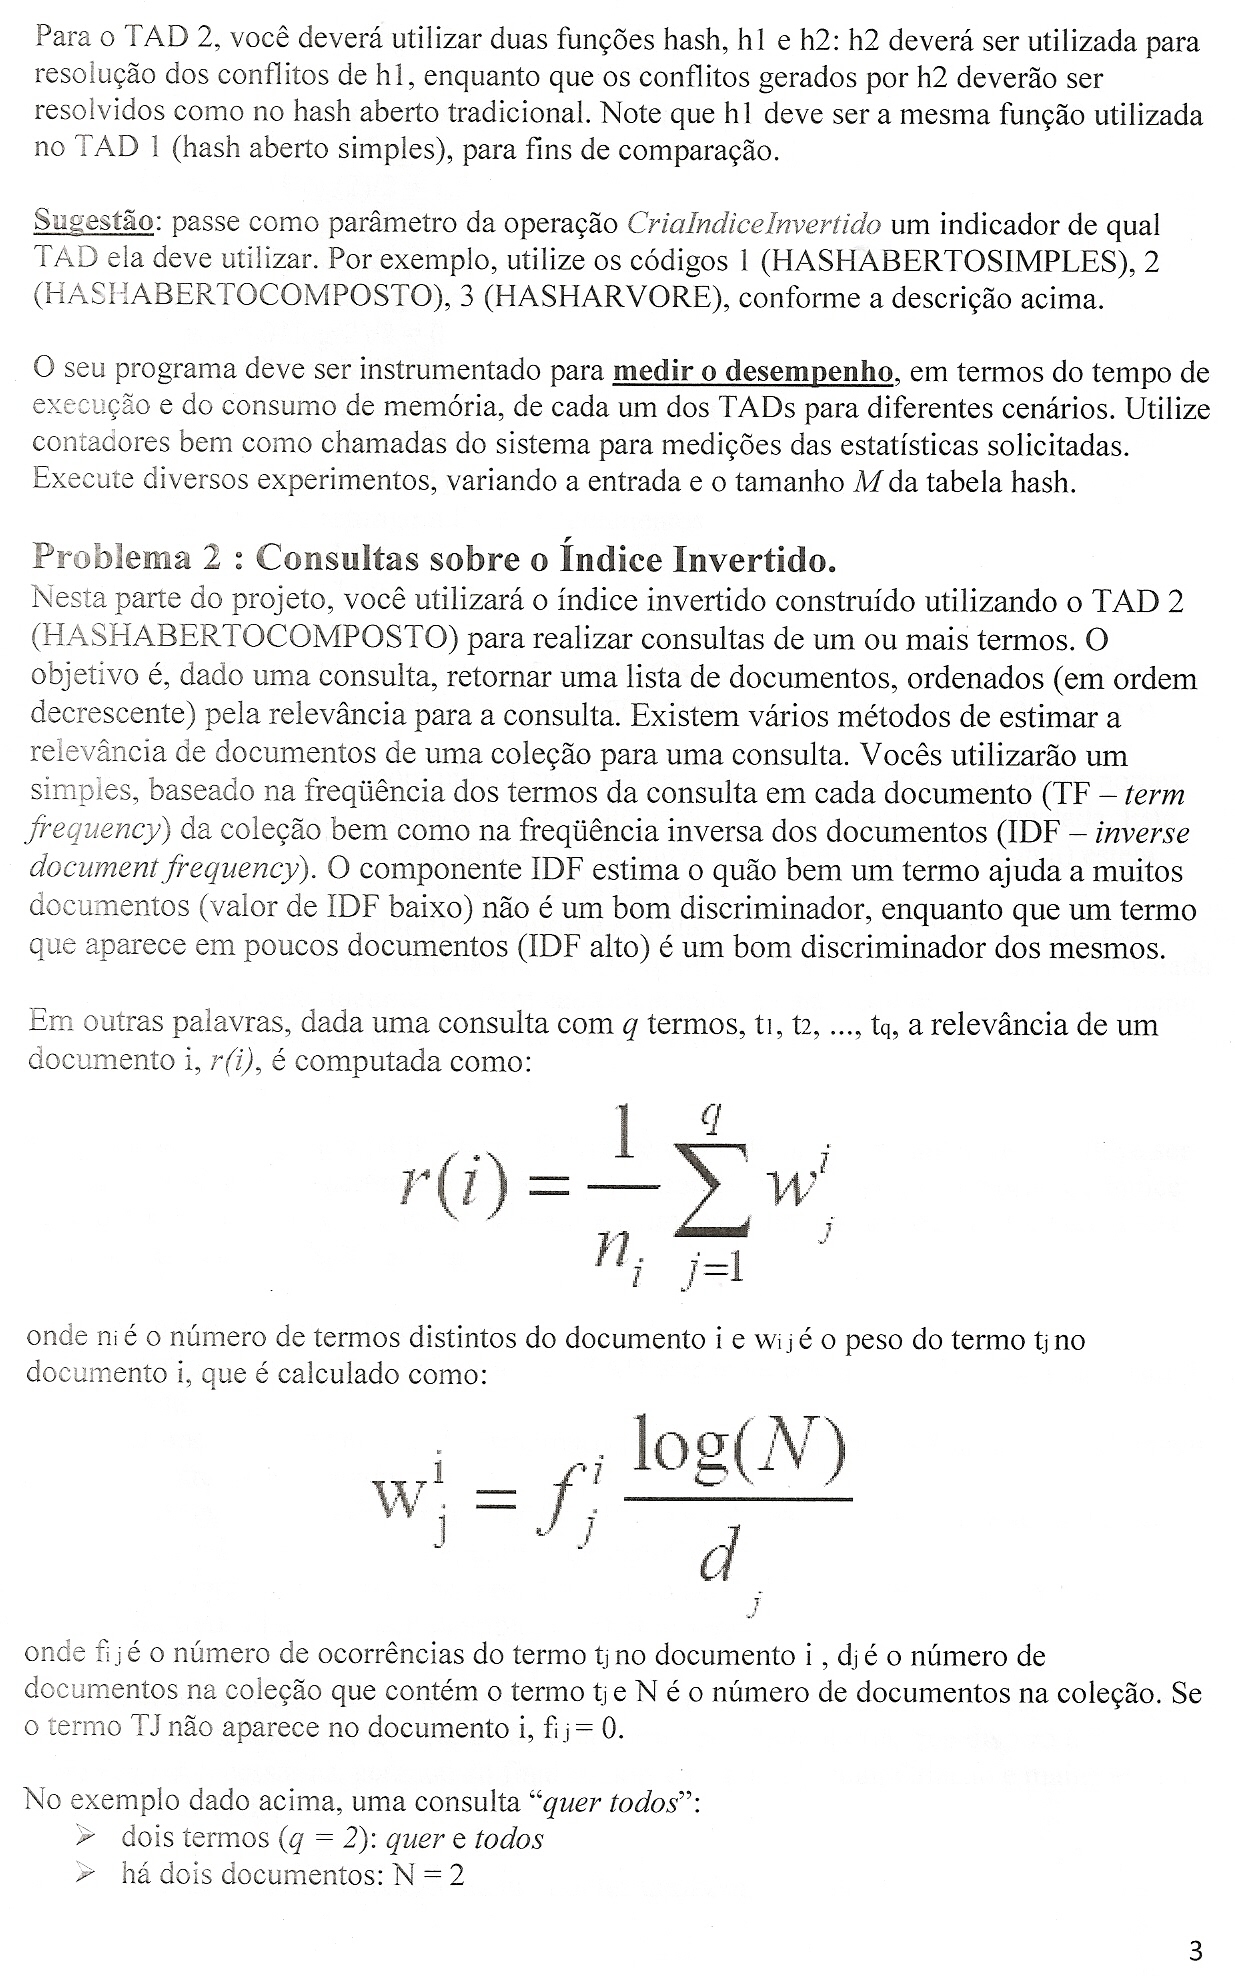 Para o TAD 2, você deverá utilizar duas funções hash, h1 e h2: h2 deverá ser utilizada para
resolução dos conflitos de h1, enquanto que os conflitos gerados por h2 deverão ser
resolvidos como no hash aberto tradicional. Note que h1 deve ser a mesma função utilizada
no TAD 1 (hash aberto simples), para fins de comparação.
Sugestão: passe como parâmetro da operação CriaIndiceInvertido um indicador de qual
TAD ela deve utilizar. Por exemplo, utilize os códigos 1 (HASHABERTOSIMPLES), 2
(HASHABERTOCOMPOSTO), 3 (HASHARVORE), conforme a descrição acima.
O seu programa deve ser instrumentado para medir o desempenho, em termos do tempo de
execução e do consumo de memória, de cada um dos TADs para diferentes cenários. Utilize
contadores bem como chamadas do sistema para medições das estatísticas solicitadas.
Execute diversos experimentos, variando a entrada e o tamanho M da tabela hash.
Problema 2 : Consultas sobre o Índice Invertido.
Nesta parte do projeto, você utilizará o índice invertido construído utilizando o TAD 2
(HASHABERTOCOMPOSTO) para realizar consultas de um ou mais termos. O
objetivo é, dado uma consulta, retornar uma lista de documentos, ordenados (em ordem
decrescente) pela relevância para a consulta. Existem vários métodos de estimar a
relevância de documentos de uma coleção para uma consulta. Vocês utilizarão um
simples, baseado na freqüência dos termos da consulta em cada documento (TF – term
frequency) da coleção bem como na freqüência inversa dos documentos (IDF – inverse
document frequency). O componente IDF estima o quão bem um termo ajuda a muitos
documentos (valor de IDF baixo) não é um bom discriminador, enquanto que um termo
que aparece em poucos documentos (IDF alto) é um bom discriminador dos mesmos.
Em outras palavras, dada uma consulta com q termos, t1, t2, ..., tq, a relevância de um
documento i, r(i), é computada como:
r(i) = 1/n_i ∑_{j=1}^{q} w_j^i
onde ni é o número de termos distintos do documento i e wi j é o peso do termo tj no
documento i, que é calculado como:
w_j^i = f_j^i log(N)/d_j
onde fi j é o número de ocorrências do termo tj no documento i , dj é o número de
documentos na coleção que contém o termo tj e N é o número de documentos na coleção. Se
o termo TJ não aparece no documento i, fi j = 0.
No exemplo dado acima, uma consulta “quer todos”:
➢ dois termos (q = 2): quer e todos
➢ há dois documentos: N = 2
3